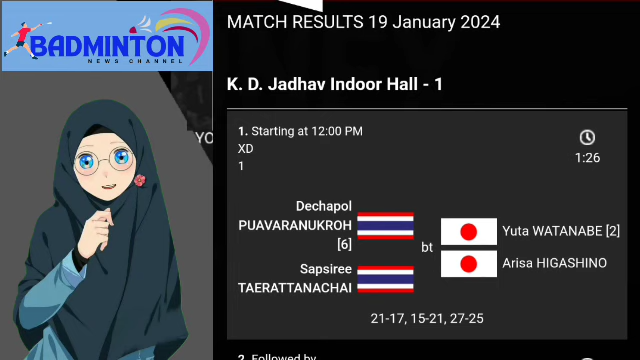 BADMINTON
NEWS CHANNEL
YO
MATCH RESULTS 19 January 2024
K. D. Jadhav Indoor Hall - 1
1. Starting at 12:00 PM
XD
1
1:26
Dechapol
PUAVARANUKROH
[6]
Sapsiree
TAERATTANACHAI
bt
Yuta WATANABE [2]
Arisa HIGASHINO
21-17, 15-21, 27-25
2. Followed by